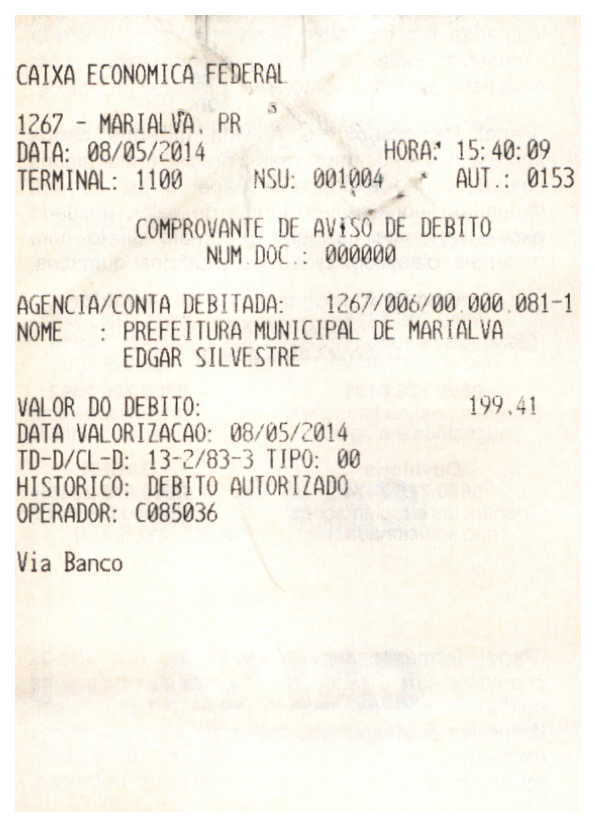 CAIXA ECONOMICA FEDERAL
1267 - MARIALVA, PR
DATA: 08/05/2014 HORA: 15:40:09
TERMINAL: 1100 NSU: 001004 AUT.: 0153
COMPROVANTE DE AVISO DE DEBITO
NUM.DOC.: 000000
AGENCIA/CONTA DEBITADA: 1267/006/00.000.081-1
NOME : PREFEITURA MUNICIPAL DE MARIALVA
EDGAR SILVESTRE
VALOR DO DEBITO: 199,41
DATA VALORIZACAO: 08/05/2014
TD-D/CL-D: 13-2/83-3 TIPO: 00
HISTORICO: DEBITO AUTORIZADO
OPERADOR: C085036
Via Banco